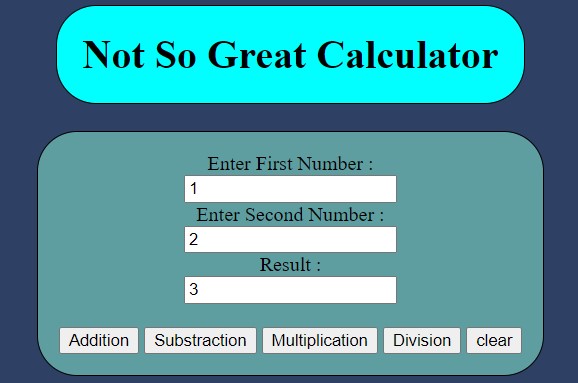 Not So Great Calculator
Enter First Number :
1
Enter Second Number :
2
Result :
3
Addition Substraction Multiplication Division clear